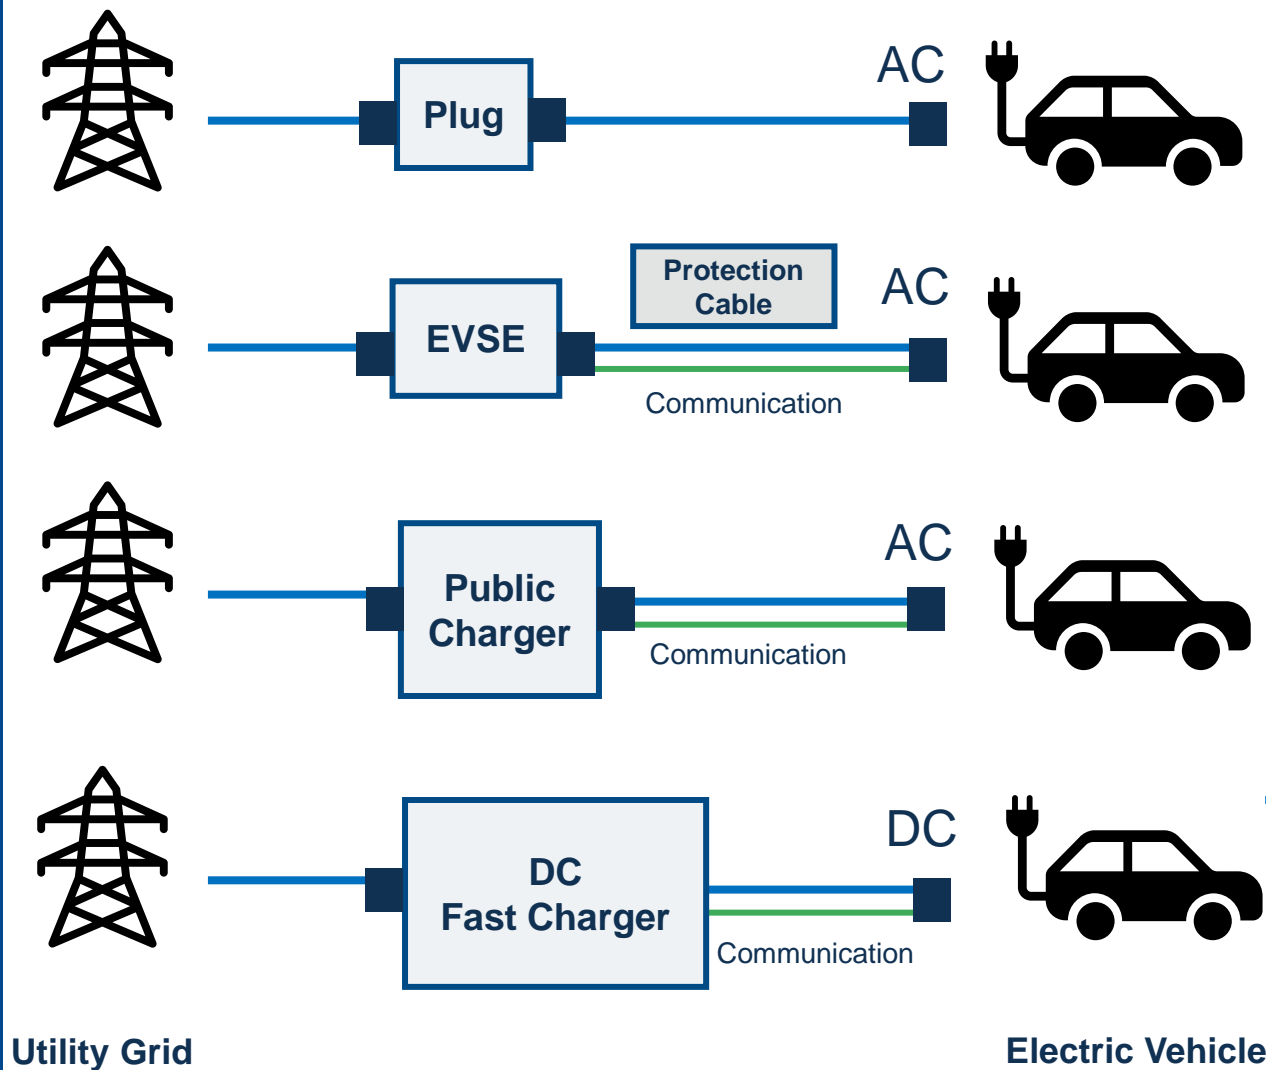 AC
Plug
Protection
Cable
AC
EVSE
Communication
AC
Public
Charger
Communication
DC
DC
Fast Charger
Communication
Utility Grid
Electric Vehicle